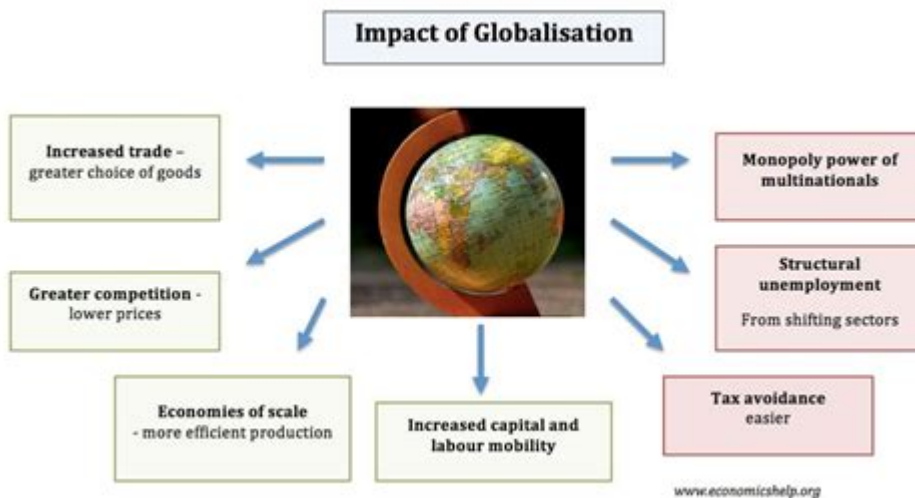 Impact of Globalisation
Increased trade –
greater choice of goods
Greater competition -
lower prices
Economies of scale
- more efficient production
Increased capital and
labour mobility
Monopoly power of
multinationals
Structural
unemployment
From shifting sectors
Tax avoidance
easier
www.economicshelp.org